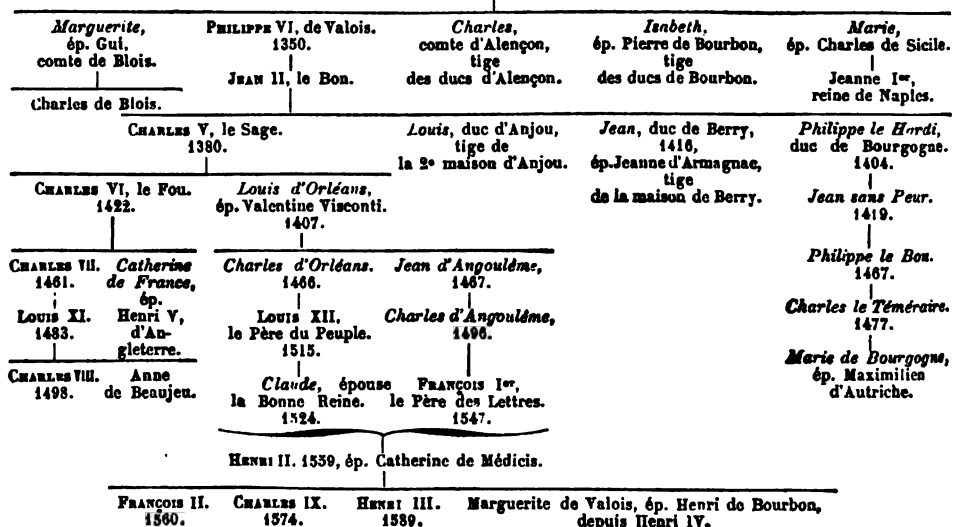 Marguerite,
ép. Gui,
comte de Blois.
Charles de Blois.
PHILIPPE VI, de Valois.
1350.
JEAN II, le Bon.
Charles,
comte d'Alençon,
tige
des ducs d'Alençon.
Isabeth,
ép. Pierre de Bourbon,
tige
des ducs de Bourbon.
Marie,
ép. Charles de Sicile.
Jeanne Ire,
reine de Naples.
CHARLES V, le Sage.
1380.
Louis, duc d'Anjou,
tige de
la 2e maison d'Anjou.
Jean, duc de Berry,
1416,
ép. Jeanne d'Armagnac,
tige
de la maison de Berry.
Philippe le Hardi,
duc de Bourgogne.
1404.
Jean sans Peur.
1419.
Philippe le Bon.
1467.
Charles le Téméraire.
1477.
Marie de Bourgogne,
ép. Maximilien
d'Autriche.
CHARLES VI, le Fou.
1422.
Louis d'Orléans,
ép. Valentine Visconti.
1407.
CHARLES VII.
1461.
LOUIS XI.
1483.
Catherine
de France,
ép.
Henri V,
d'An-
gleterre.
CHARLES VIII.
1498.
Anne
de Beaujeu.
Charles d'Orléans.
1466.
LOUIS XII,
le Père du Peuple.
1515.
Jean d'Angoulême,
1467.
Charles d'Angoulême,
1496.
Claude, épouse FRANÇOIS Ier,
la Bonne Reine. le Père des Lettres.
1524. 1547.
HENRI II. 1559, ép. Catherine de Médicis.
FRANÇOIS II. CHARLES IX. HENRI III. Marguerite de Valois, ép. Henri de Bourbon,
1560. 1574. 1589. depuis Henri IV.